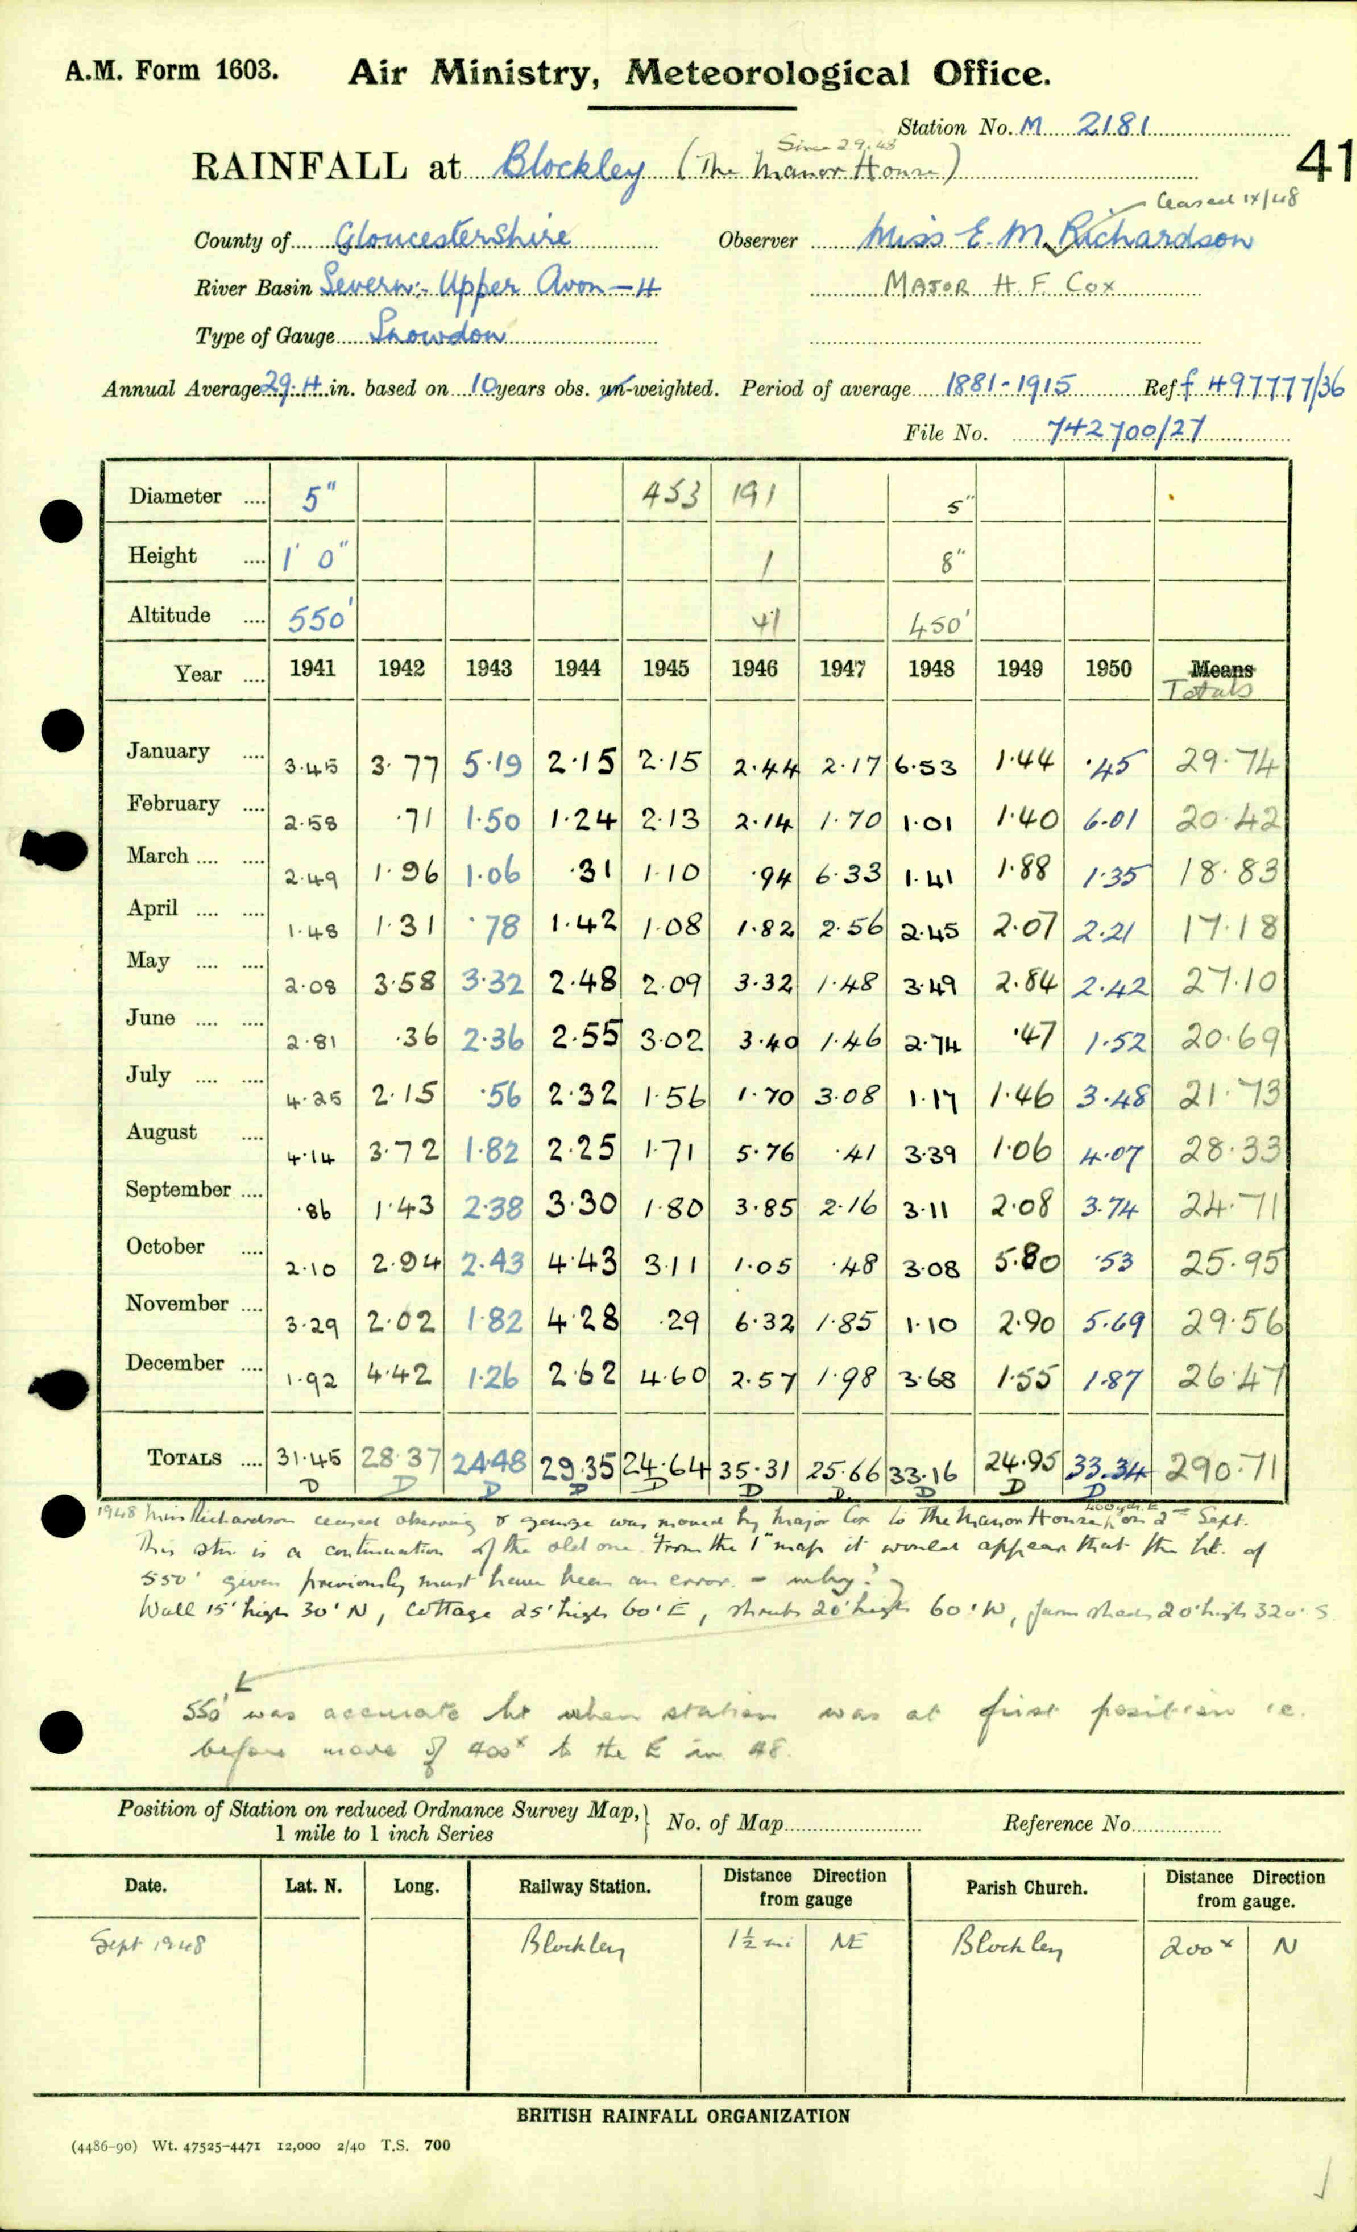 A.M. Form 1603. Air Ministry, Meteorological Office.
Station No. M 2181
Since 2.9.48
RAINFALL at Blockley (The Manor House)
41
Ceased IX/48
County of Gloucestershire Observer Miss E. M. Richardson
River Basin Severn:- Upper Avon-4 MAJOR H. F. COX
Type of Gauge Snowdon
Annual Average 29.4 in. based on 10 years obs. un-weighted. Period of average 1881-1915 Ref f 497777/36
File No. 742700/27
Diameter .... 5" 453 191 5"
Height .... 1' 0" 1 8"
Altitude .... 550' 41 450'
Year .... 1941 1942 1943 1944 1945 1946 1947 1948 1949 1950 Means
Totals
January .... 3.45 3.77 5.19 2.15 2.15 2.44 2.17 6.53 1.44 .45 29.74
February .... 2.58 .71 1.50 1.24 2.13 2.14 1.70 1.01 1.40 6.01 20.42
March .... .... 2.49 1.96 1.06 .31 1.10 .94 6.33 1.41 1.88 1.35 18.83
April .... .... 1.48 1.31 .78 1.42 1.08 1.82 2.56 2.45 2.07 2.21 17.18
May .... .... 2.08 3.58 3.32 2.48 2.09 3.32 1.48 3.49 2.84 2.42 27.10
June .... .... 2.81 .36 2.36 2.55 3.02 3.40 1.46 2.74 .47 1.52 20.69
July .... .... 4.25 2.15 .56 2.32 1.56 1.70 3.08 1.17 1.46 3.48 21.73
August .... 4.14 3.72 1.82 2.25 1.71 5.76 .41 3.39 1.06 4.07 28.33
September .... .86 1.43 2.38 3.30 1.80 3.85 2.16 3.11 2.08 3.74 24.71
October .... 2.10 2.94 2.43 4.43 3.11 1.05 .48 3.08 5.80 .53 25.95
November .... 3.29 2.02 1.82 4.28 .29 6.32 1.85 1.10 2.90 5.69 29.56
December .... 1.92 4.42 1.26 2.62 4.60 2.57 1.98 3.68 1.55 1.87 26.47
TOTALS .... 31.45 28.37 24.48 29.35 24.64 35.31 25.66 33.16 24.95 33.34 290.71
D D D D D D D D D D
1948 Miss Richardson ceased observing & gauge was moved by Major Cox to The Manor House, 400 yds. E on 2nd Sept.
This stn is a continuation of the old one. From the 1" map it would appear that the ht. of
550' given previously must have been an error. - why?
Wall 15' high 30' N, Cottage 25' high 60' E, shrubs 20' high 60' W, farm sheds 20' high 320' S
550' was accurate ht when station was at first position i.e.
before move of 400x to the E in 48.
Position of Station on reduced Ordnance Survey Map,} No. of Map Reference No.
1 mile to 1 inch Series
Date. Lat. N. Long. Railway Station. Distance Direction from gauge Parish Church. Distance Direction from gauge.
Sept 1948 Blockley 1½ mi NE Blockley 200x N
BRITISH RAINFALL ORGANIZATION
(4486-90) Wt. 47525-4471 12,000 2/40 T.S. 700